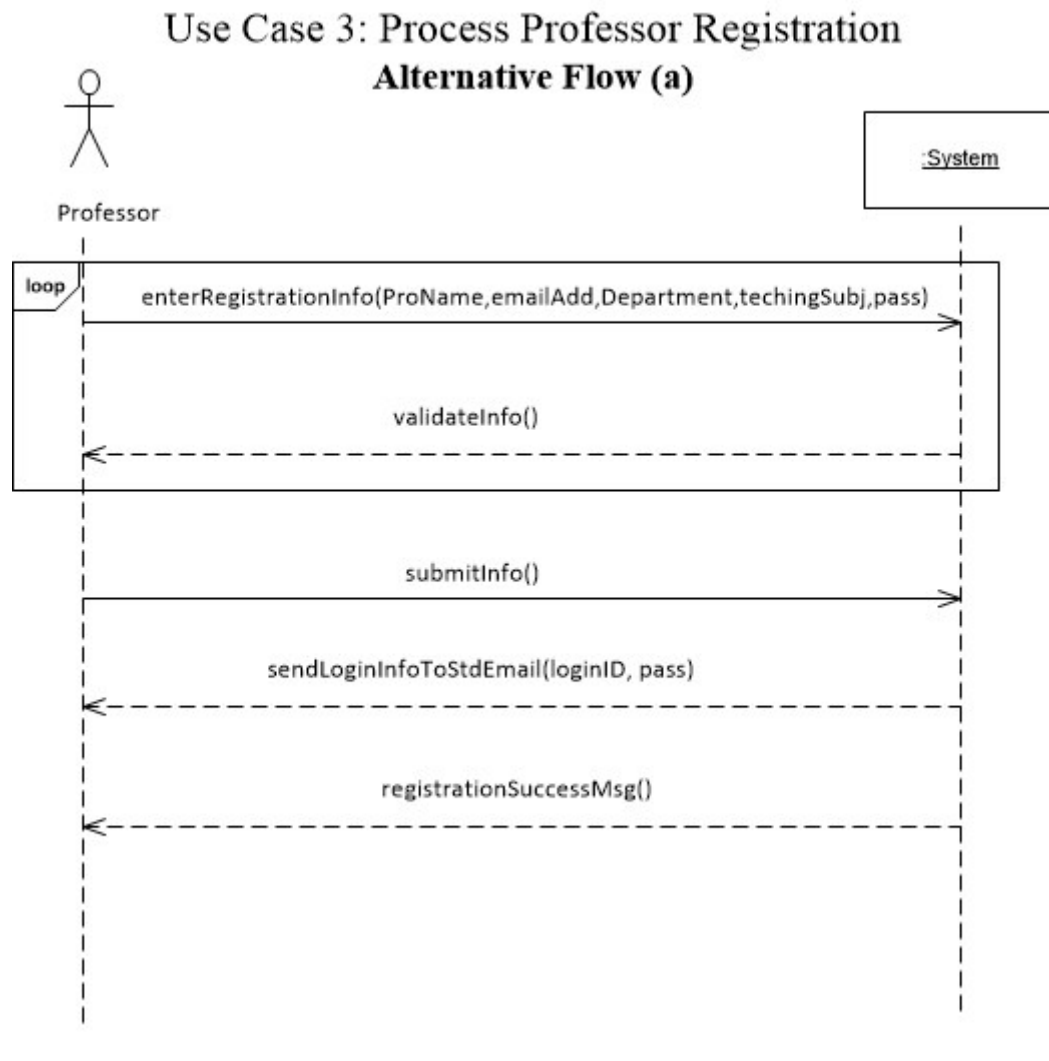 Use Case 3: Process Professor Registration
Alternative Flow (a)
:System
Professor
loop
enterRegistrationInfo(ProName,emailAdd,Department,techingSubj,pass)
validateInfo()
submitInfo()
sendLoginInfoToStdEmail(loginID, pass)
registrationSuccessMsg()